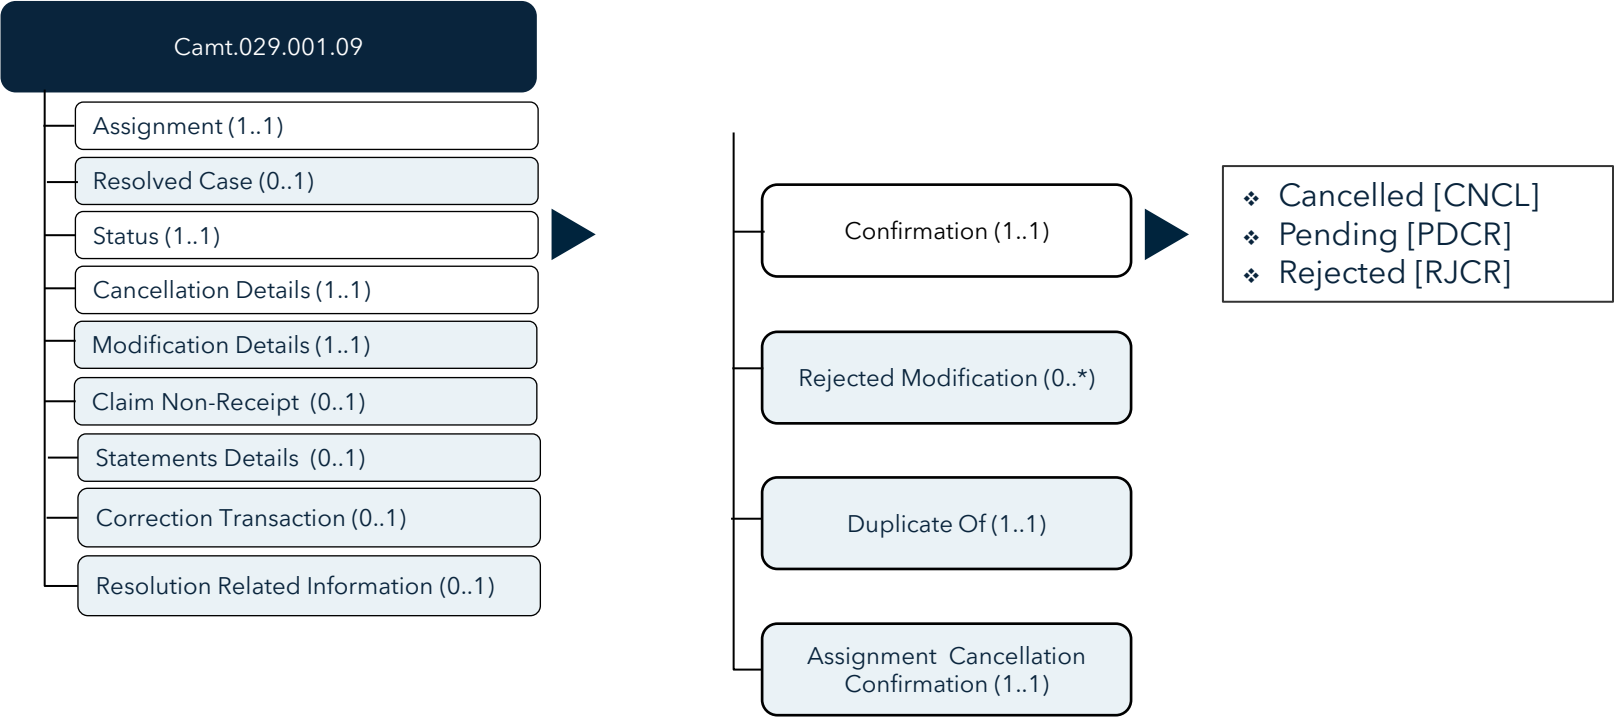 Camt.029.001.09
Assignment (1..1)
Resolved Case (0..1)
Status (1..1)
Cancellation Details (1..1)
Modification Details (1..1)
Claim Non-Receipt  (0..1)
Statements Details  (0..1)
Correction Transaction (0..1)
Resolution Related Information (0..1)
Confirmation (1..1)
Rejected Modification (0..*)
Duplicate Of (1..1)
Assignment  Cancellation
Confirmation (1..1)
❖ Cancelled [CNCL]
❖ Pending [PDCR]
❖ Rejected [RJCR]